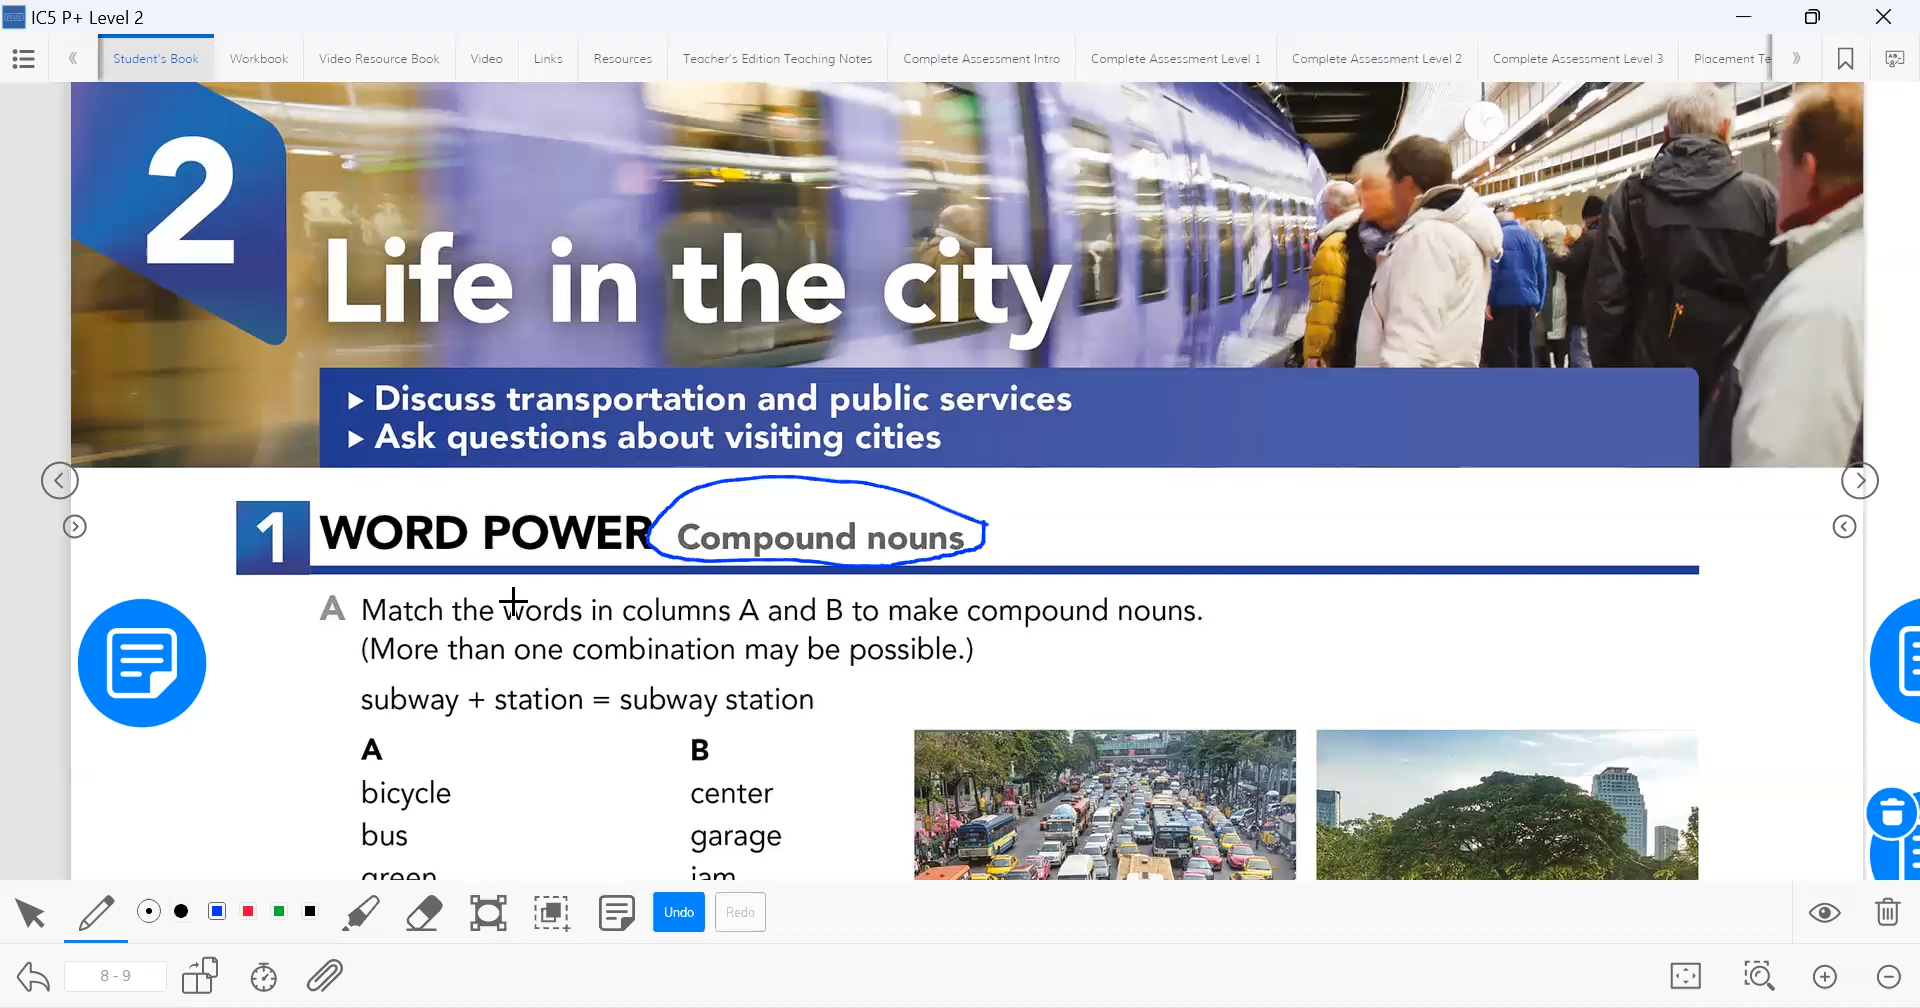 IC5 P+ Level 2
Student's Book Workbook Video Resource Book Video Links Resources Teacher's Edition Teaching Notes Complete Assessment Intro Complete Assessment Level 1 Complete Assessment Level 2 Complete Assessment Level 3 Placement Te
2
Life in the city
▸ Discuss transportation and public services
▸ Ask questions about visiting cities
1 WORD POWER Compound nouns
A Match the words in columns A and B to make compound nouns.
(More than one combination may be possible.)
subway + station = subway station
A B
bicycle center
bus garage
green jam
Undo Redo
8 - 9